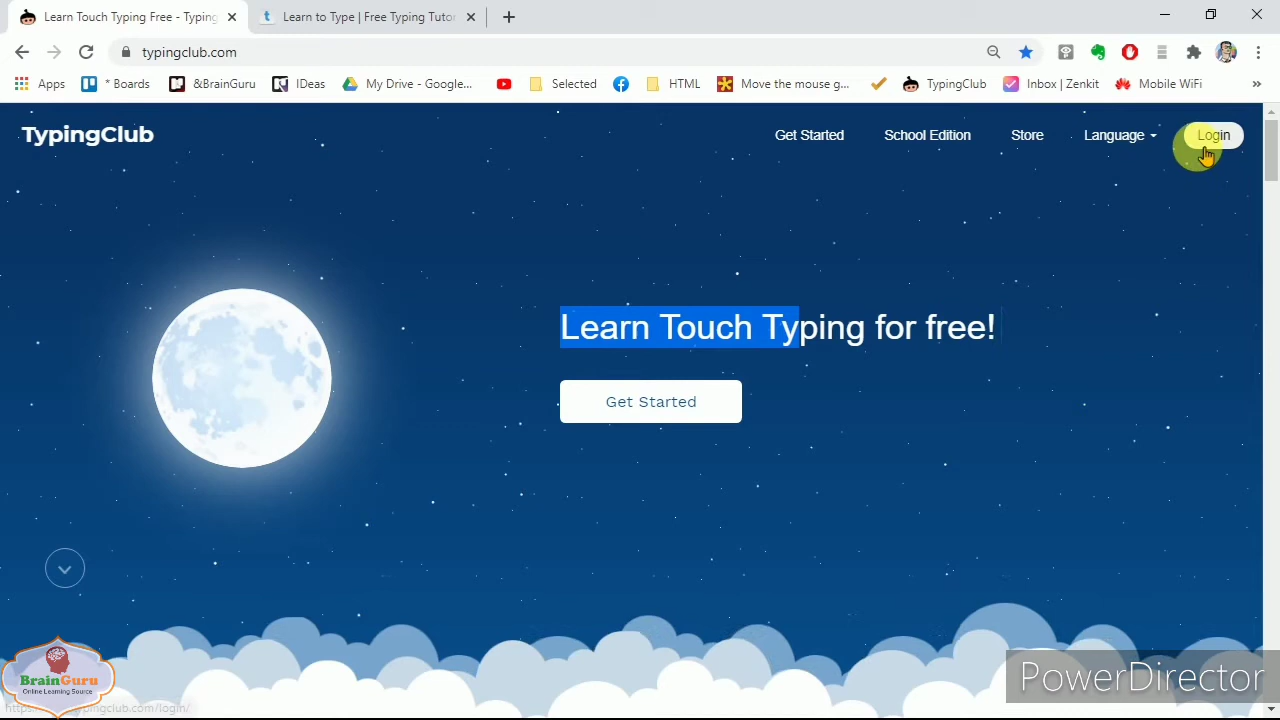 Learn Touch Typing Free - Typing
Learn to Type | Free Typing Tutor
typingclub.com
Apps
* Boards
&BrainGuru
IDeas
My Drive - Google...
Selected
HTML
Move the mouse g...
TypingClub
Inbox | Zenkit
Mobile WiFi
»
TypingClub
Get Started
School Edition
Store
Language
Login
Learn Touch Typing for free!
Get Started
BrainGuru
Online Learning Source
PowerDirector